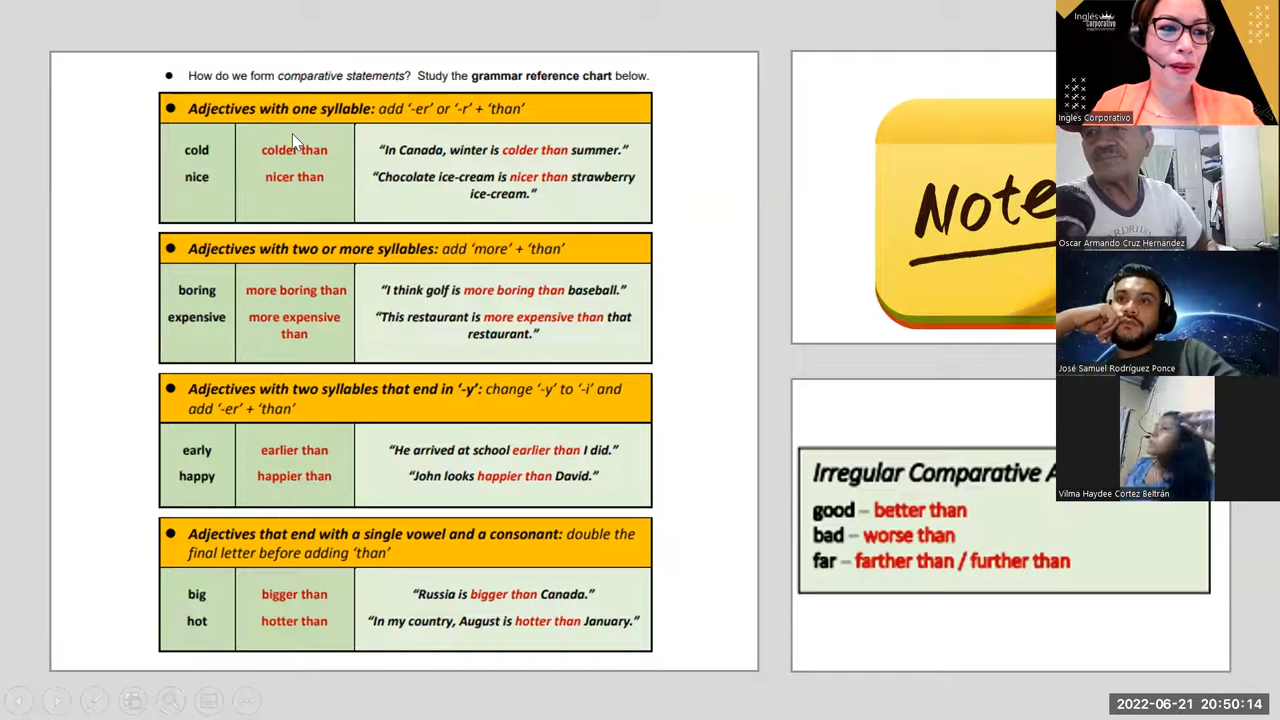 ● How do we form comparative statements? Study the grammar reference chart below.
● Adjectives with one syllable: add '-er' or '-r' + 'than'
cold colder than “In Canada, winter is colder than summer.”
nice nicer than “Chocolate ice-cream is nicer than strawberry
ice-cream.”
● Adjectives with two or more syllables: add 'more' + 'than'
boring more boring than “I think golf is more boring than baseball.”
expensive more expensive than “This restaurant is more expensive than that
restaurant.”
● Adjectives with two syllables that end in '-y': change '-y' to '-i' and
add '-er' + 'than'
early earlier than “He arrived at school earlier than I did.”
happy happier than “John looks happier than David.”
● Adjectives that end with a single vowel and a consonant: double the
final letter before adding 'than'
big bigger than “Russia is bigger than Canada.”
hot hotter than “In my country, August is hotter than January.”
Note
Irregular Comparative A
good – better than
bad – worse than
far – farther than / further than
Inglés
Corporativo
Inglés Corporativo
Oscar Armando Cruz Hernández
José Samuel Rodríguez Ponce
Vilma Haydee Cortez Beltrán
2022-06-21 20:50:14